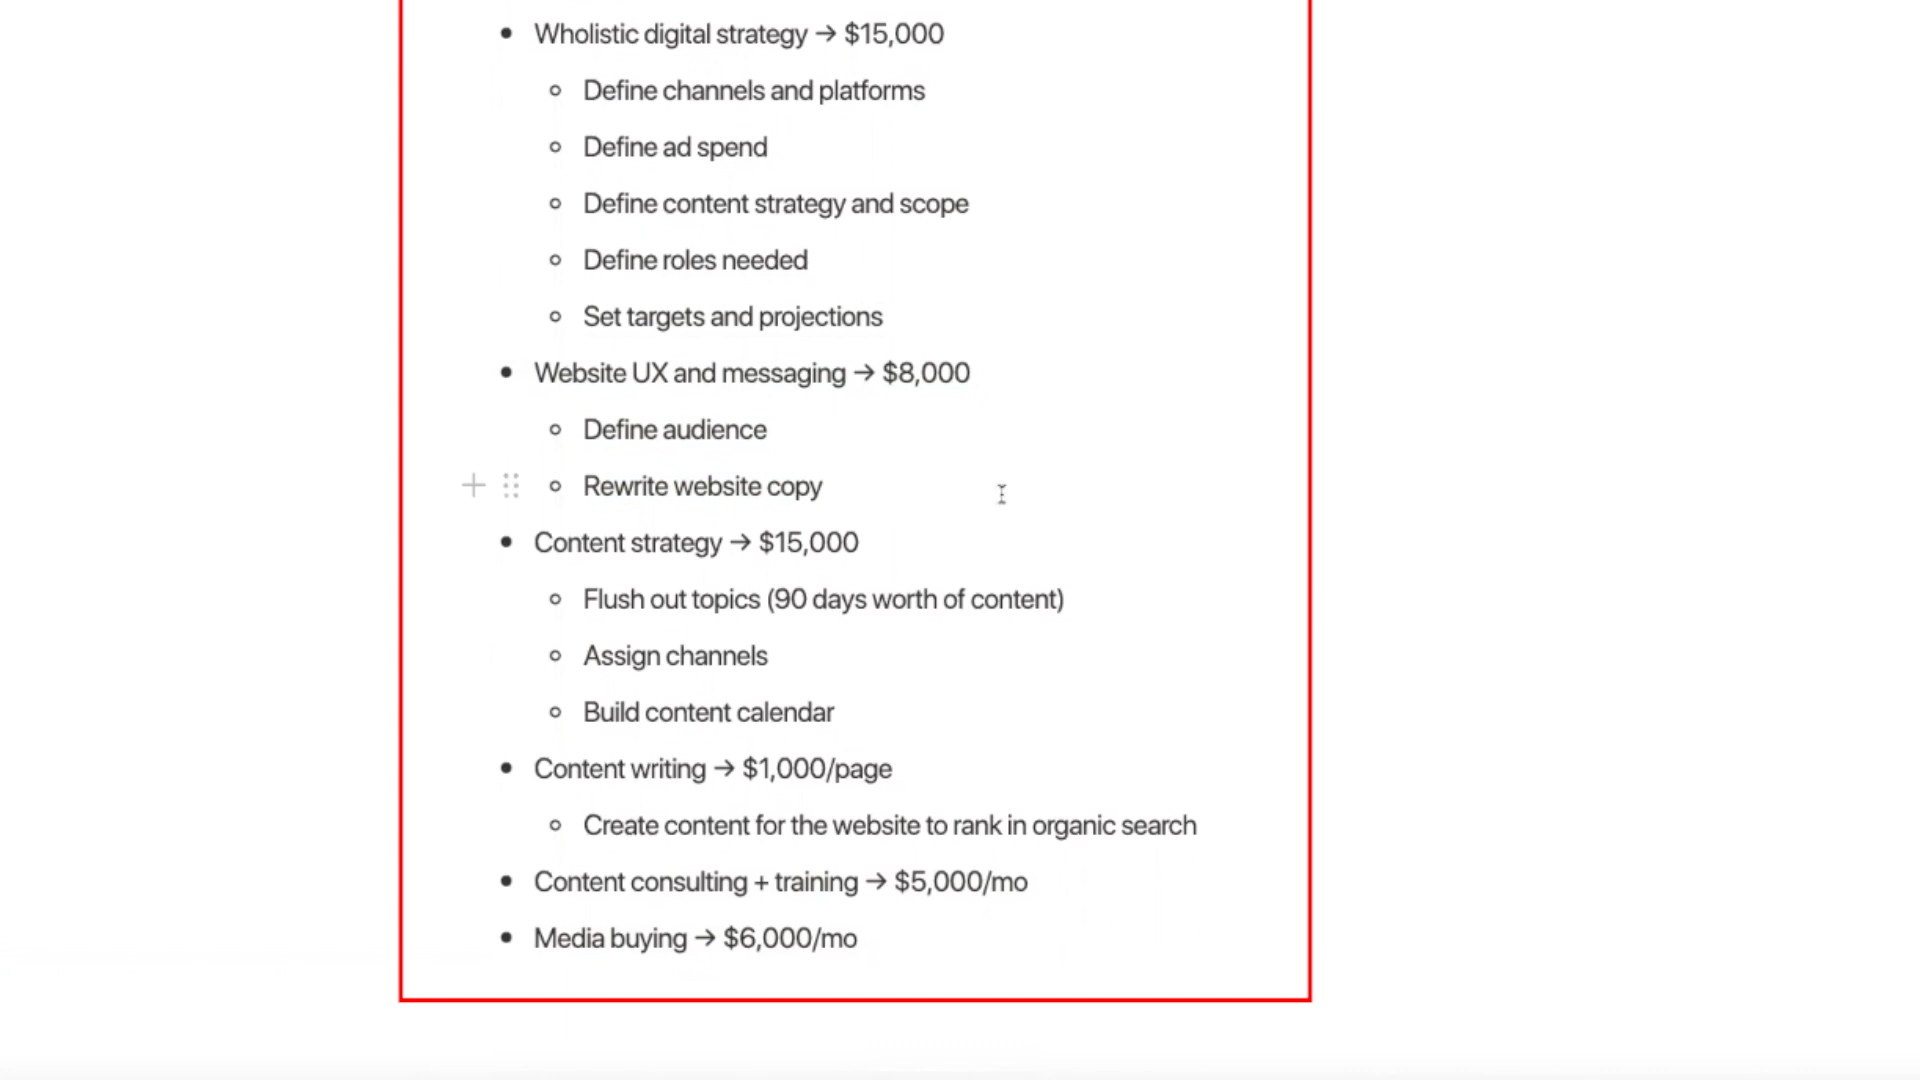 • Wholistic digital strategy → $15,000
◦ Define channels and platforms
◦ Define ad spend
◦ Define content strategy and scope
◦ Define roles needed
◦ Set targets and projections
• Website UX and messaging → $8,000
◦ Define audience
◦ Rewrite website copy
• Content strategy → $15,000
◦ Flush out topics (90 days worth of content)
◦ Assign channels
◦ Build content calendar
• Content writing → $1,000/page
◦ Create content for the website to rank in organic search
• Content consulting + training → $5,000/mo
• Media buying → $6,000/mo